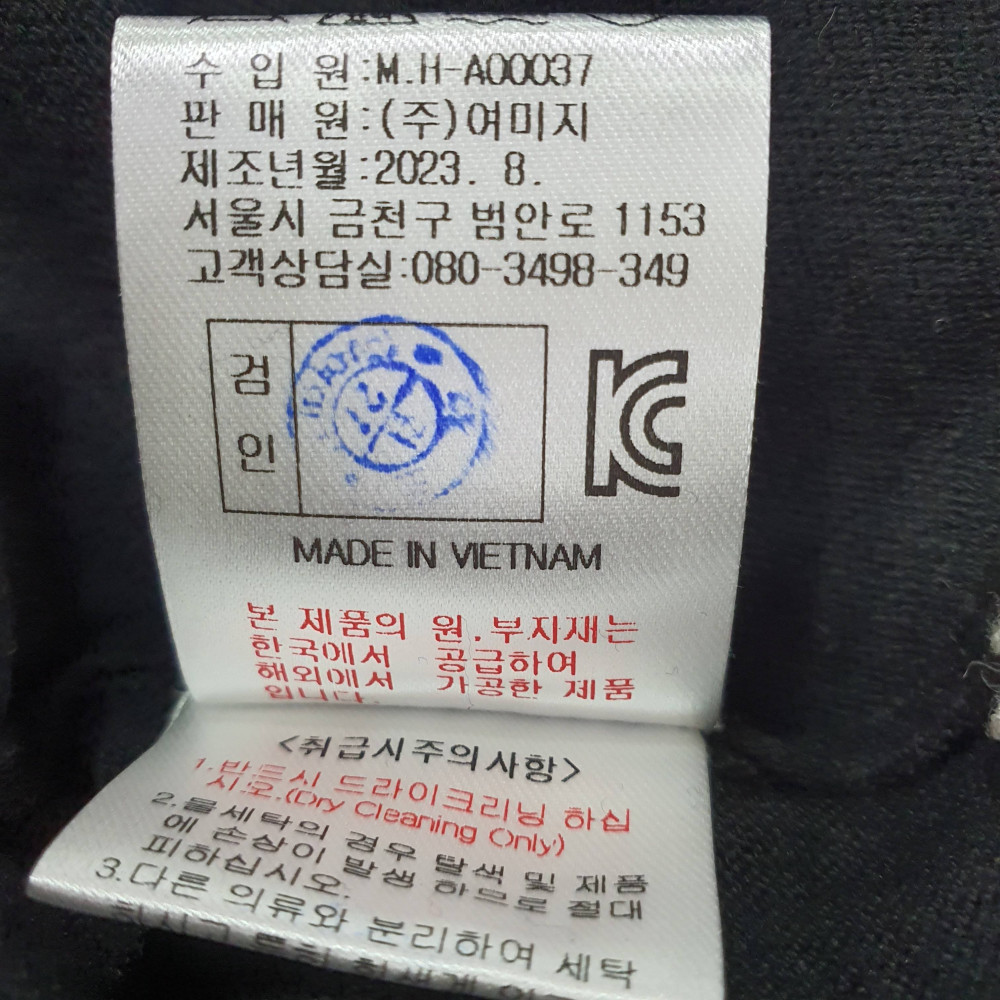 수 입 원:M.H-A00037
판 매 원:(주)여미지
제조년월:2023. 8.
서울시 금천구 범안로 1153
고객상담실:080-3498-349
검
인
MADE IN VIETNAM
본 제품의 원.부자재는
한국에서 공급하여
해외에서 가공한 제품
입니다.
<취급시주의사항>
1.반드시 드라이크리닝 하십
시오.(Dry Cleaning Only)
2.물세탁의 경우 탈색 및 제품
에 손상이 발생 하므로 절대
피하십시오.
3.다른 의류와 분리하여 세탁